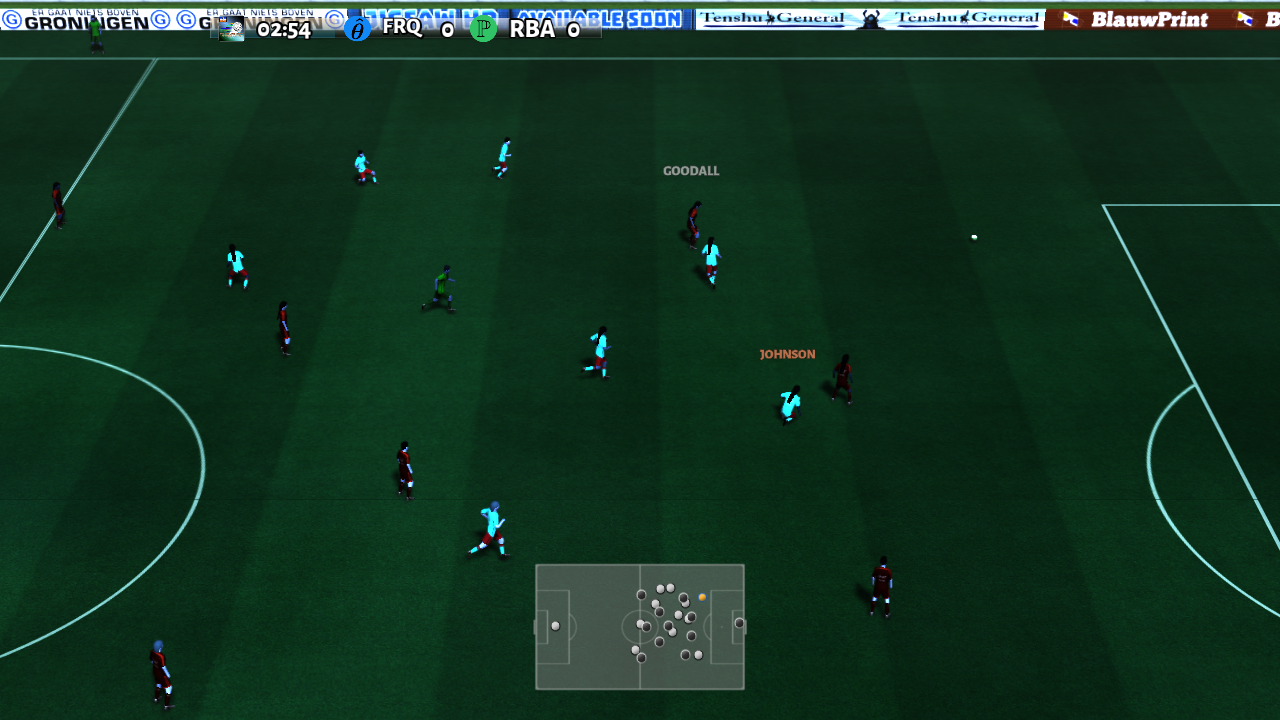 ER GAAT NIETS BOVEN ER GAAT NIETS BOVEN
GRONINGEN G G G AVAILABLE SOON Tenshu General Tenshu General BlauwPrint B
02:54 FRQ 0 RBA 0
GOODALL
JOHNSON